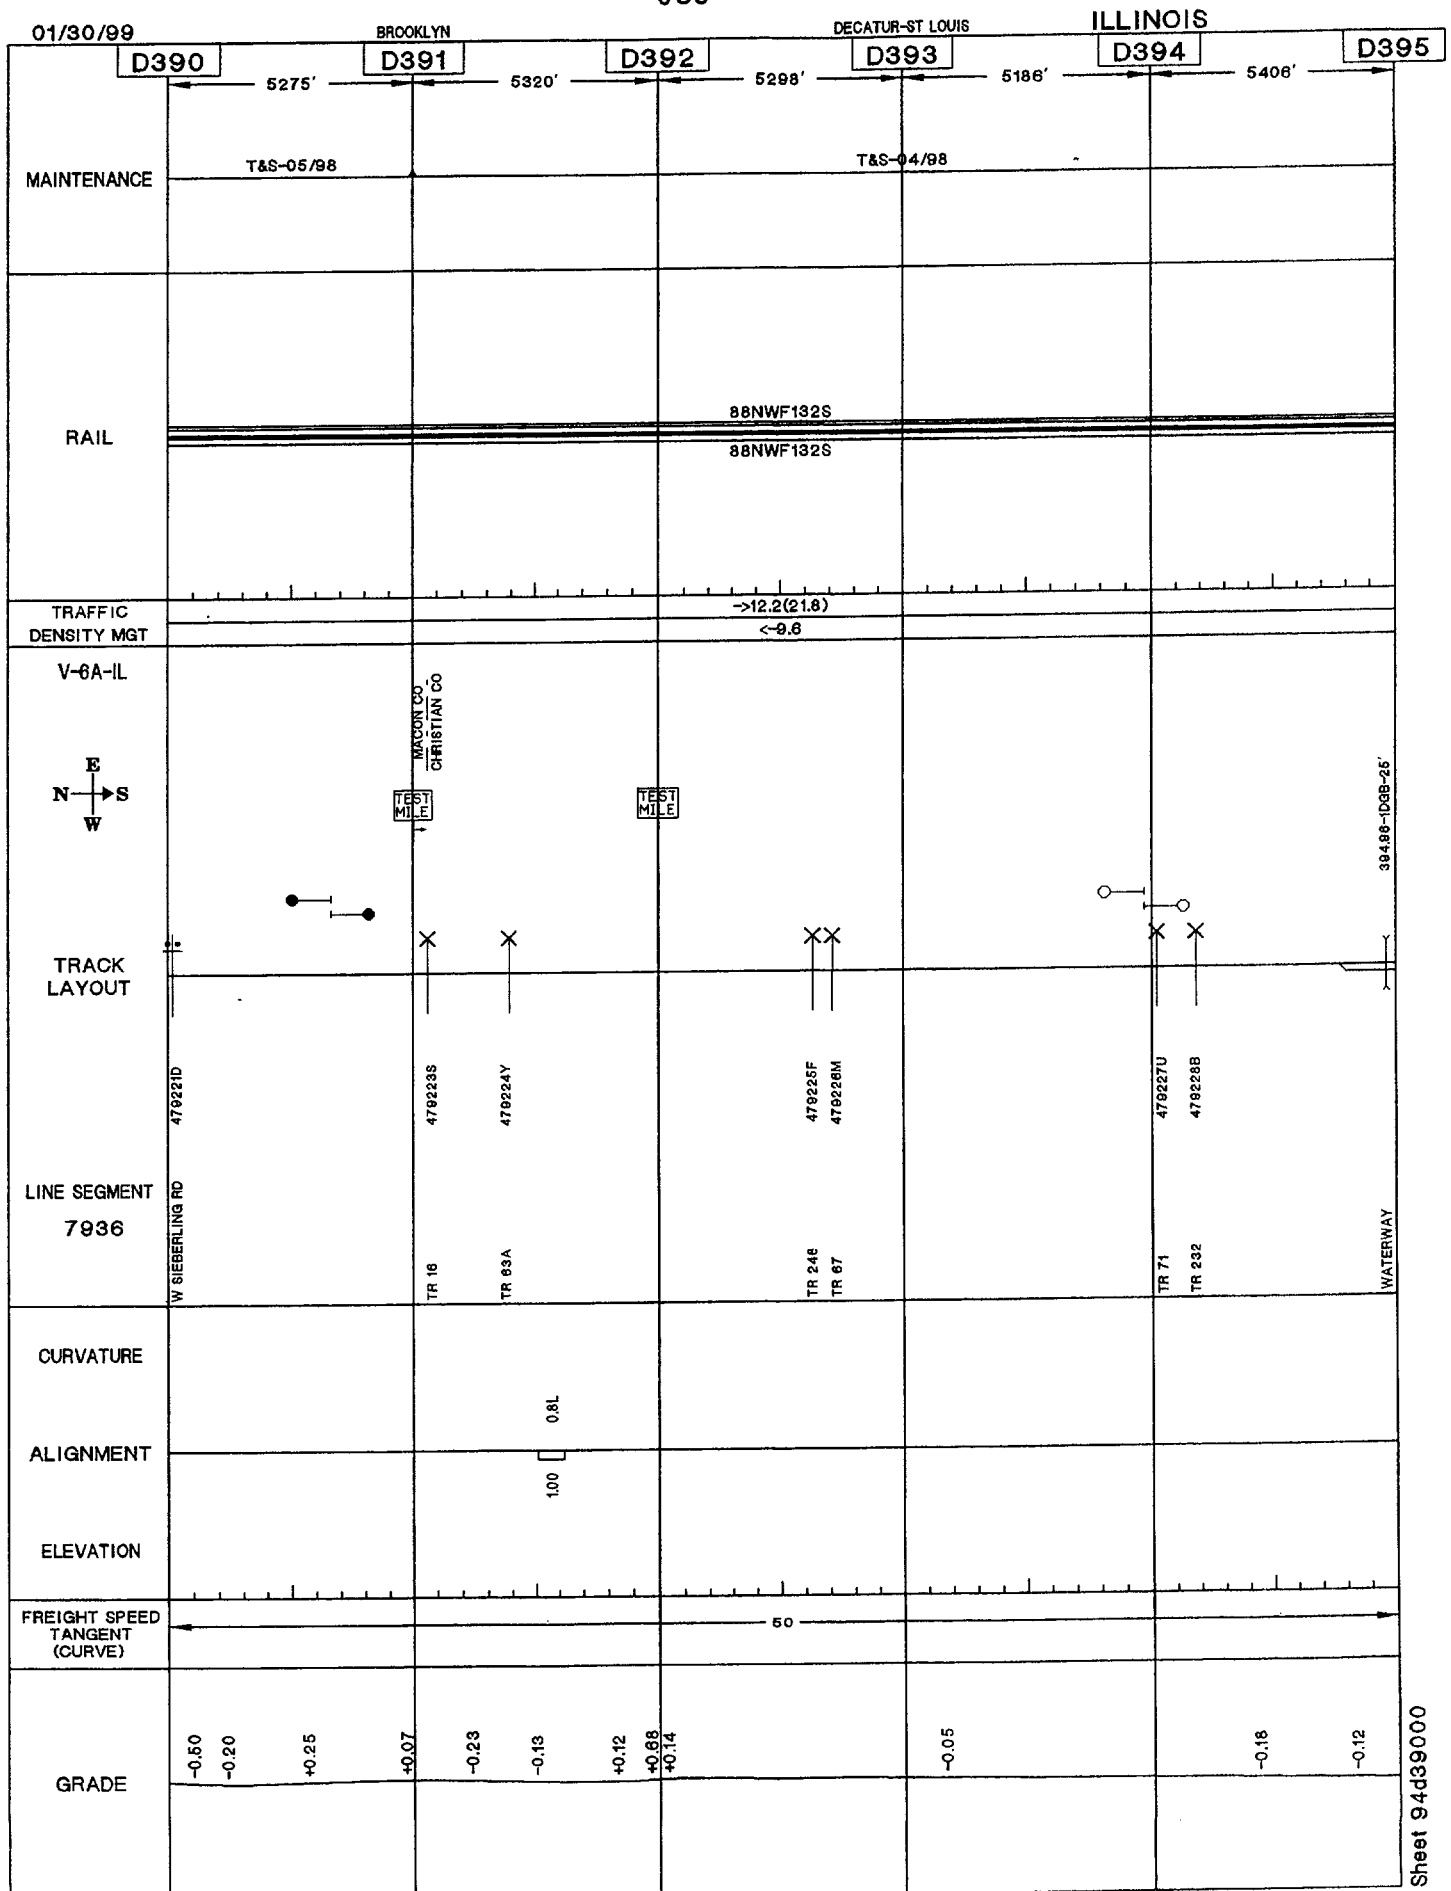 01/30/99
BROOKLYN
DECATUR-ST LOUIS
ILLINOIS
D390
D391
D392
D393
D394
D395
5275'
5320'
5298'
5186'
5406'
MAINTENANCE
T&S-05/98
T&S-04/98
RAIL
88NWF132S
88NWF132S
TRAFFIC
DENSITY MGT
->12.2(21.8)
<-9.6
V-6A-IL
MACON CO
CHRISTIAN CO
E
N S
W
TEST
MILE
TEST
MILE
394.96-1DGB-25'
TRACK
LAYOUT
479221D
479223S
479224Y
479225F
479226M
479227U
479228B
LINE SEGMENT
7936
W SIEBERLING RD
TR 16
TR 63A
TR 246
TR 67
TR 71
TR 232
WATERWAY
CURVATURE
0.8L
ALIGNMENT
1.00
ELEVATION
FREIGHT SPEED
TANGENT
(CURVE)
50
GRADE
-0.50
-0.20
+0.25
+0.07
-0.23
-0.13
+0.12
+0.68
+0.14
-0.05
-0.18
-0.12
Sheet 94d39000